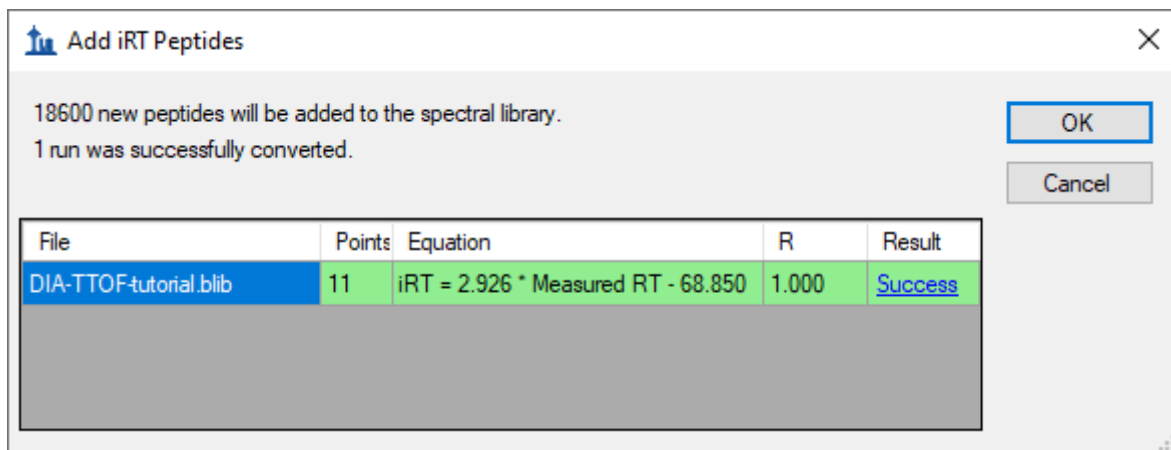 Add iRT Peptides
18600 new peptides will be added to the spectral library.
1 run was successfully converted.
OK
Cancel
File Points Equation R Result
DIA-TTOF-tutorial.blib 11 iRT = 2.926 * Measured RT - 68.850 1.000 Success